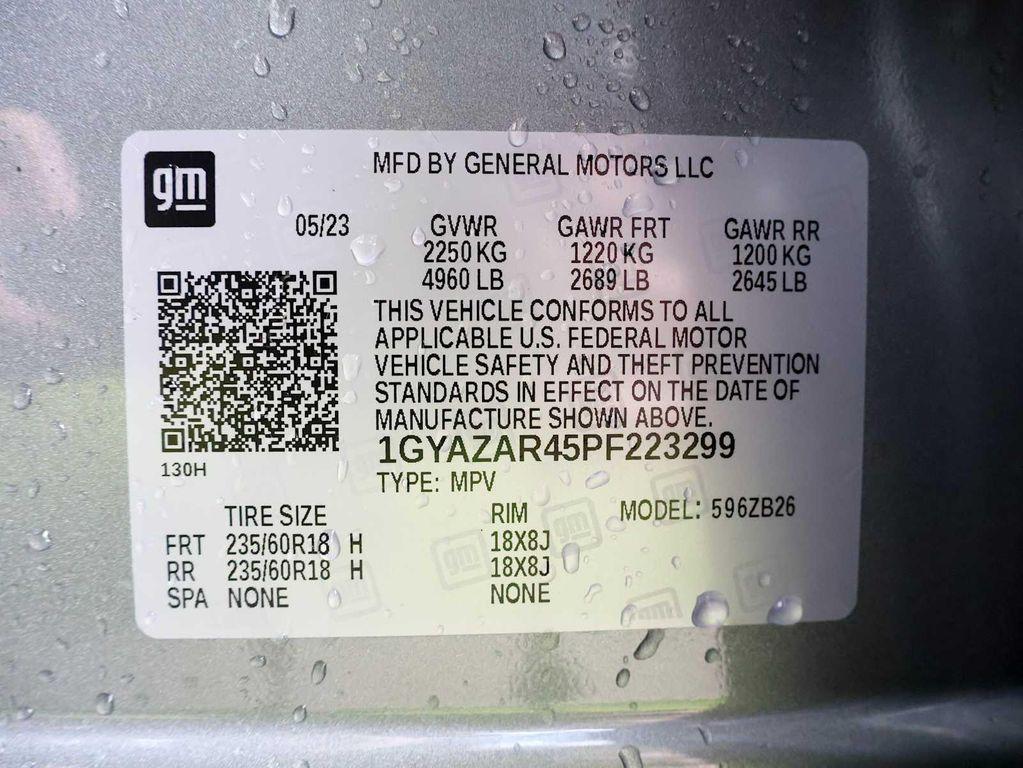 gm
MFD BY GENERAL MOTORS LLC
05/23 GVWR GAWR FRT GAWR RR
2250 KG 1220 KG 1200 KG
4960 LB 2689 LB 2645 LB
THIS VEHICLE CONFORMS TO ALL
APPLICABLE U.S. FEDERAL MOTOR
VEHICLE SAFETY AND THEFT PREVENTION
STANDARDS IN EFFECT ON THE DATE OF
MANUFACTURE SHOWN ABOVE.
1GYAZAR45PF223299
130H
TYPE: MPV
TIRE SIZE RIM MODEL: 596ZB26
FRT 235/60R18 H 18X8J
RR 235/60R18 H 18X8J
SPA NONE NONE
gm
gm
gm